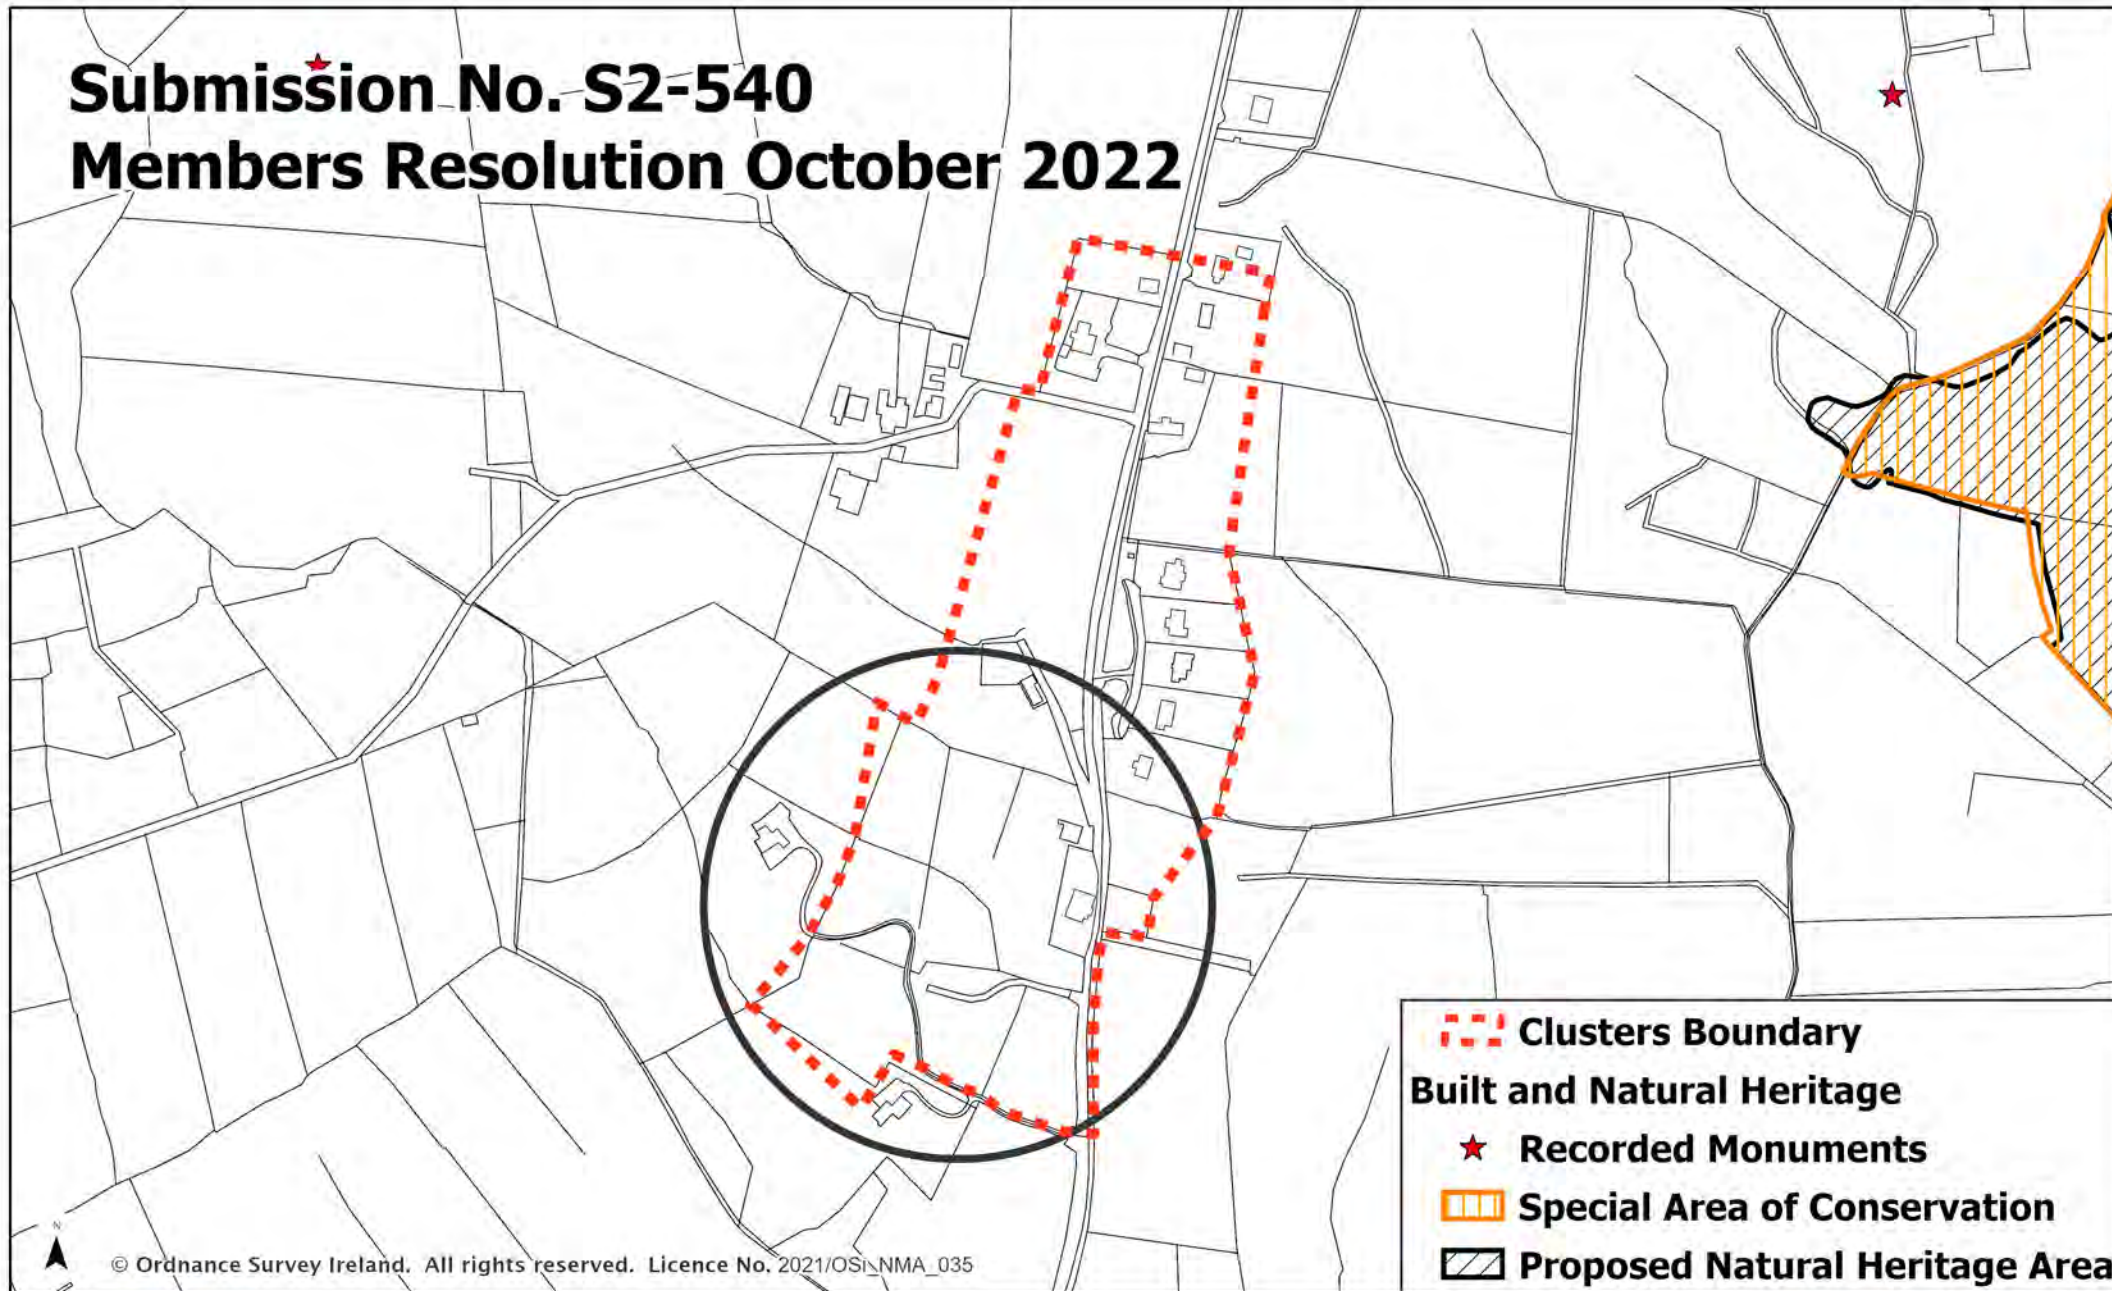 Submission No. S2-540
Members Resolution October 2022
Clusters Boundary
Built and Natural Heritage
Recorded Monuments
Special Area of Conservation
Proposed Natural Heritage Area
N
© Ordnance Survey Ireland. All rights reserved. Licence No. 2021/OSi_NMA_035